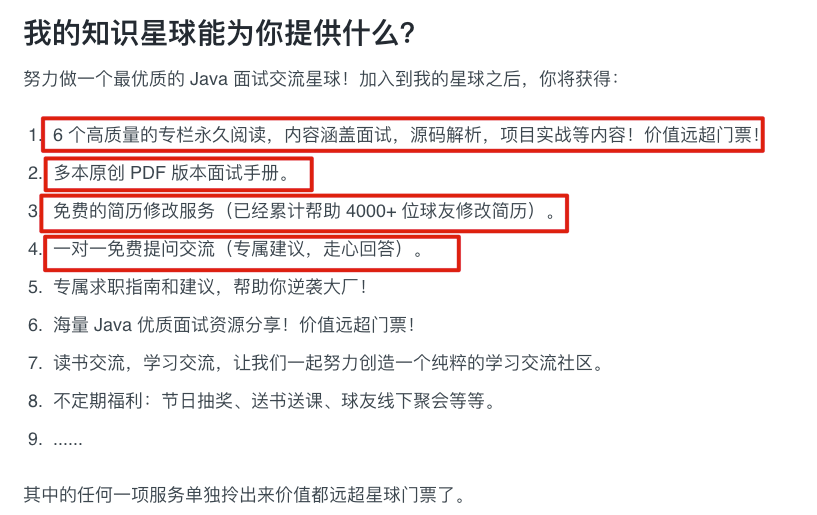 我的知识星球能为你提供什么?
努力做一个最优质的 Java 面试交流星球！加入到我的星球之后，你将获得：
1. 6 个高质量的专栏永久阅读，内容涵盖面试，源码解析，项目实战等内容！价值远超门票！
2. 多本原创 PDF 版本面试手册。
3. 免费的简历修改服务（已经累计帮助 4000+ 位球友修改简历）。
4. 一对一免费提问交流（专属建议，走心回答）。
5. 专属求职指南和建议，帮助你逆袭大厂！
6. 海量 Java 优质面试资源分享！价值远超门票！
7. 读书交流，学习交流，让我们一起努力创造一个纯粹的学习交流社区。
8. 不定期福利：节日抽奖、送书送课、球友线下聚会等等。
9. ......
其中的任何一项服务单独拎出来价值都远超星球门票了。